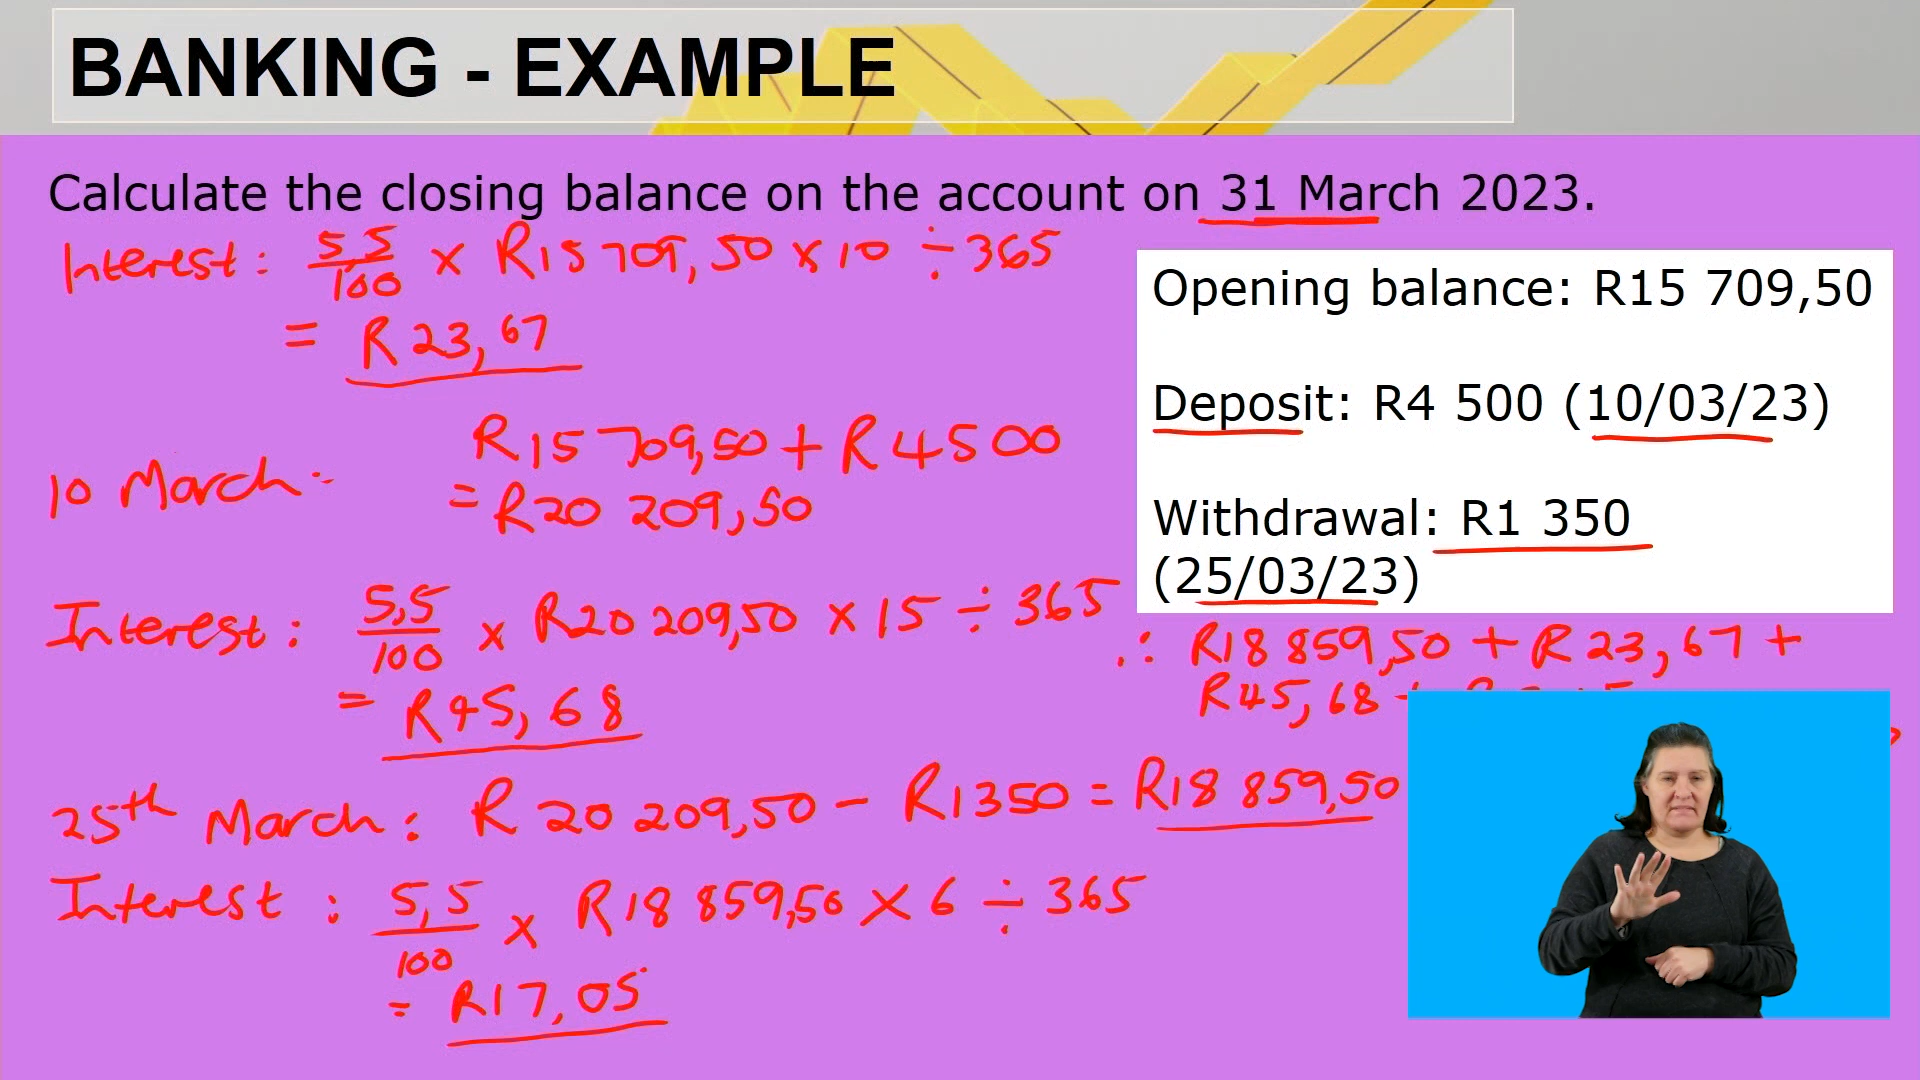 BANKING - EXAMPLE
Calculate the closing balance on the account on 31 March 2023.
Interest: 5,5/100 × R15 709,50 × 10 ÷ 365
= R23,67
10 March: R15 709,50 + R4500
= R20 209,50
Interest: 5,5/100 × R20 209,50 × 15 ÷ 365
= R45,68
25th March: R20 209,50 - R1350 = R18 859,50
Interest: 5,5/100 × R18 859,50 × 6 ÷ 365
= R17,05
Opening balance: R15 709,50
Deposit: R4 500 (10/03/23)
Withdrawal: R1 350
(25/03/23)
∴ R18 859,50 + R23,67 +
R45,68 +